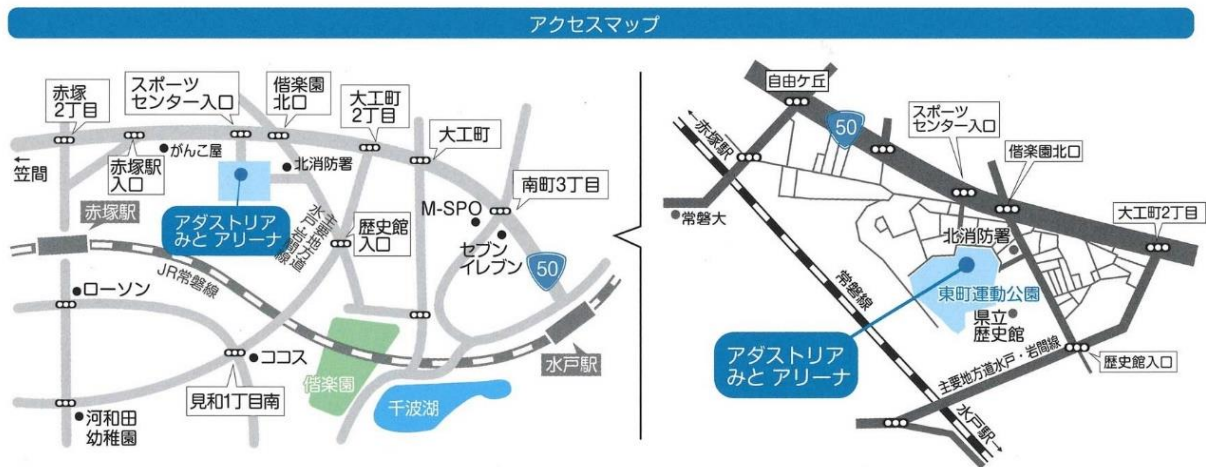 アクセスマップ
赤塚
2丁目
スポーツ
センター入口
偕楽園
北口
大工町
2丁目
大工町
←
笠間
赤塚駅
入口
がんこ屋
北消防署
南町3丁目
赤塚駅
アダストリア
みと アリーナ
主要地方道
水戸・岩間線
歴史館
入口
M-SPO
セブン
イレブン
50
JR常磐線
ローソン
ココス
偕楽園
水戸駅
見和1丁目南
千波湖
河和田
幼稚園
自由ケ丘
50
スポーツ
センター入口
←赤塚駅
偕楽園北口
常磐大
大工町2丁目
北消防署
常磐線
東町運動公園
県立
歴史館
アダストリア
みと アリーナ
主要地方道水戸・岩間線
歴史館入口
水戸駅→